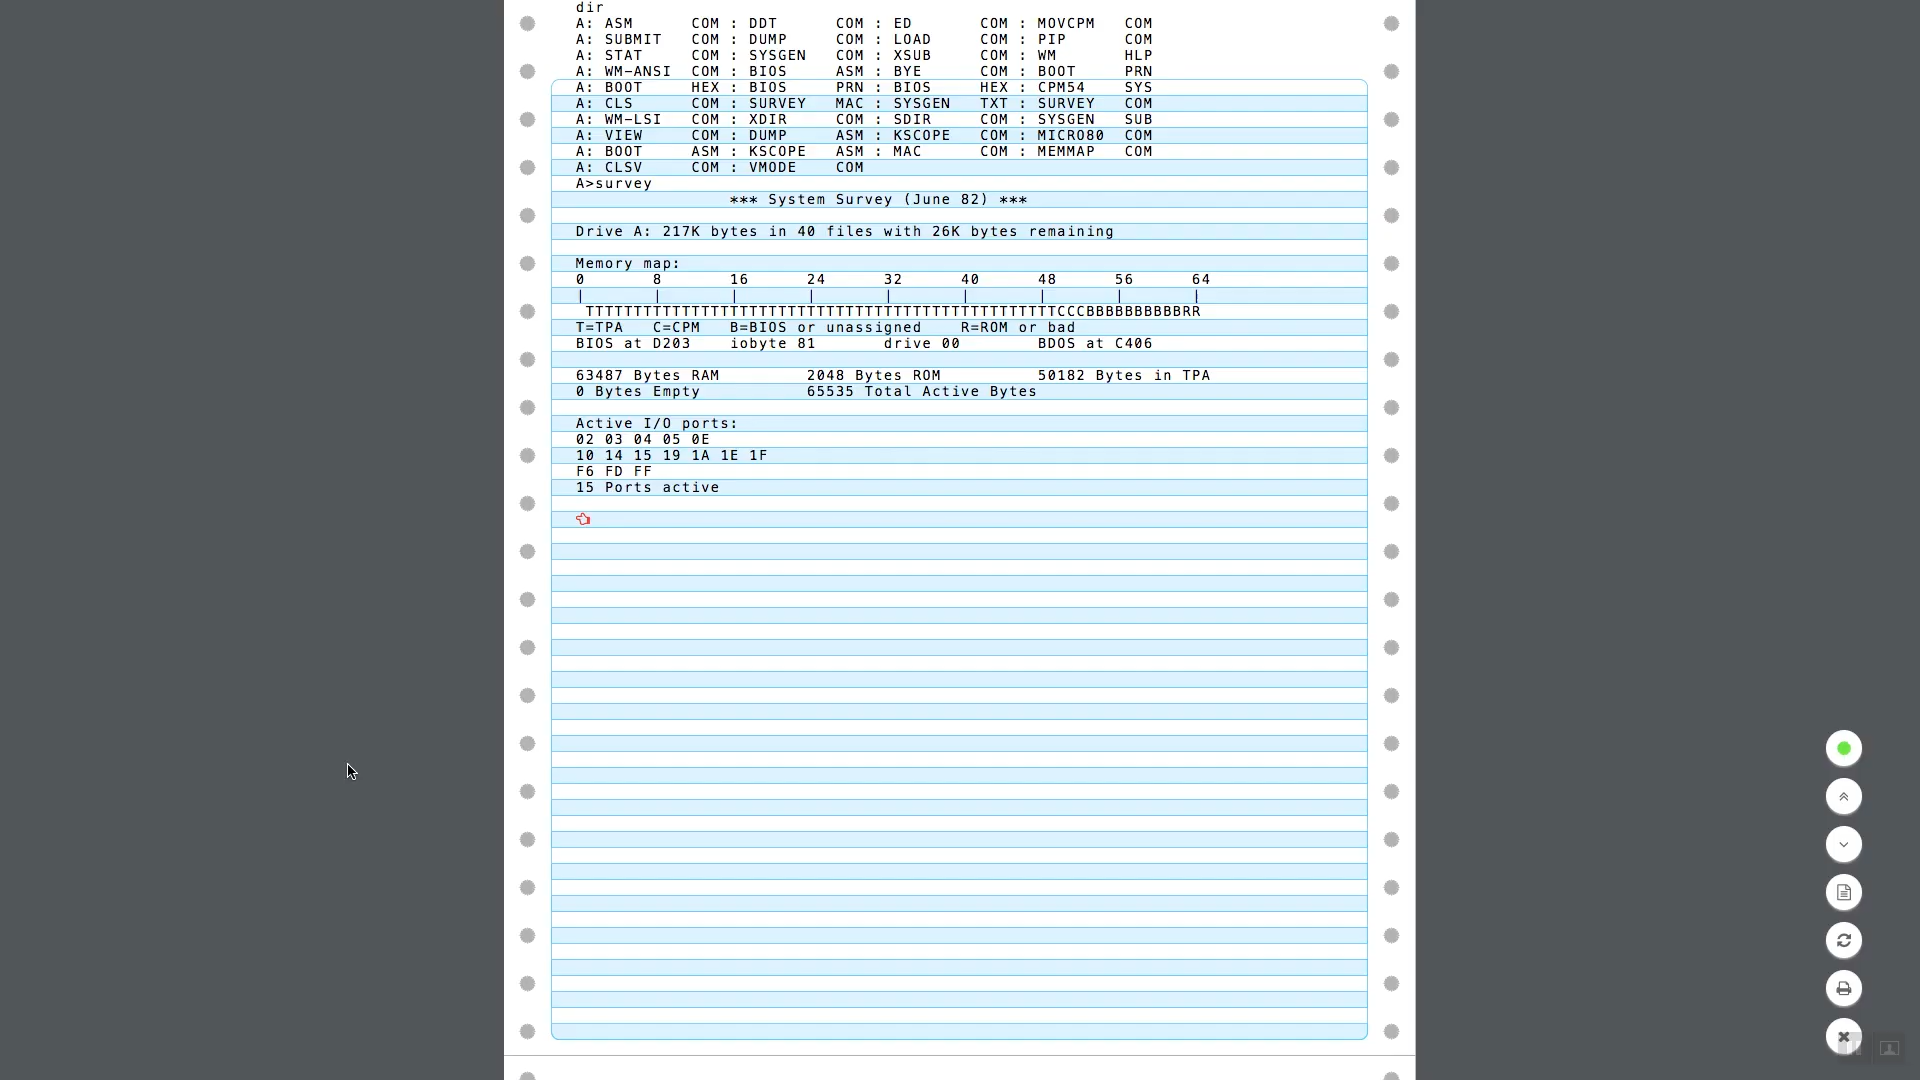 dir
A: ASM      COM : DDT      COM : ED       COM : MOVCPM   COM
A: SUBMIT   COM : DUMP     COM : LOAD     COM : PIP      COM
A: STAT     COM : SYSGEN   COM : XSUB     COM : WM       HLP
A: WM-ANSI  COM : BIOS     ASM : BYE      COM : BOOT     PRN
A: BOOT     HEX : BIOS     PRN : BIOS     HEX : CPM54    SYS
A: CLS      COM : SURVEY   MAC : SYSGEN   TXT : SURVEY   COM
A: WM-LSI   COM : XDIR     COM : SDIR     COM : SYSGEN   SUB
A: VIEW     COM : DUMP     ASM : KSCOPE   COM : MICRO80  COM
A: BOOT     ASM : KSCOPE   ASM : MAC      COM : MEMMAP   COM
A: CLSV     COM : VMODE    COM
A>survey
*** System Survey (June 82) ***
Drive A: 217K bytes in 40 files with 26K bytes remaining
Memory map:
0       8       16      24      32      40      48      56      64
|       |       |       |       |       |       |       |       |
TTTTTTTTTTTTTTTTTTTTTTTTTTTTTTTTTTTTTTTTTTTTTTTTTCCCBBBBBBBBBBRR
T=TPA   C=CPM   B=BIOS or unassigned    R=ROM or bad
BIOS at D203    iobyte 81       drive 00        BDOS at C406
63487 Bytes RAM         2048 Bytes ROM          50182 Bytes in TPA
0 Bytes Empty           65535 Total Active Bytes
Active I/O ports:
02 03 04 05 0E
10 14 15 19 1A 1E 1F
F6 FD FF
15 Ports active